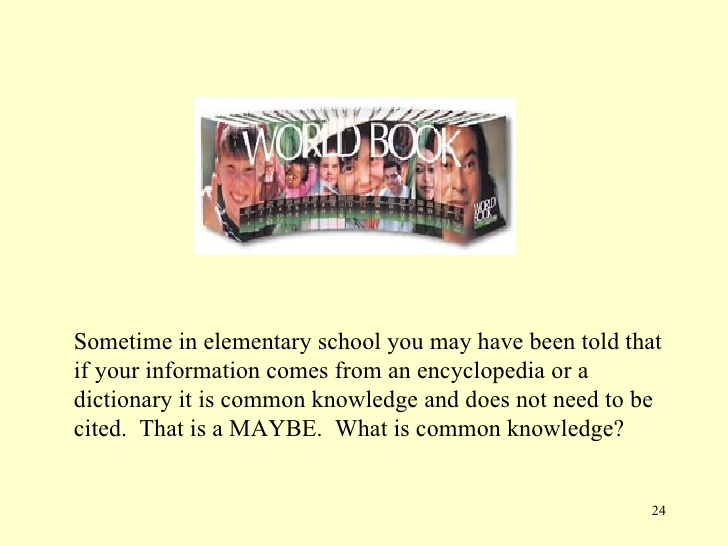 WORLD BOOK
WORLD
BOOK
Sometime in elementary school you may have been told that
if your information comes from an encyclopedia or a
dictionary it is common knowledge and does not need to be
cited.  That is a MAYBE.  What is common knowledge?
24